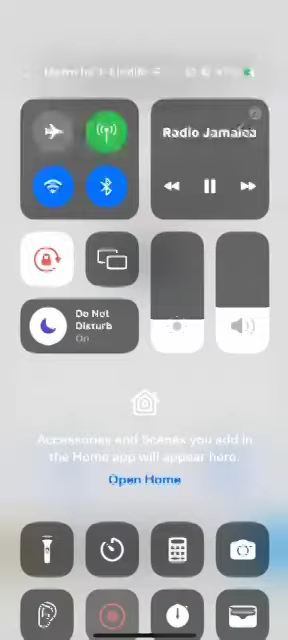 Radio Jamaica
Do Not
Disturb
On
Accessories and Scenes you add in
the Home app will appear here.
Open Home